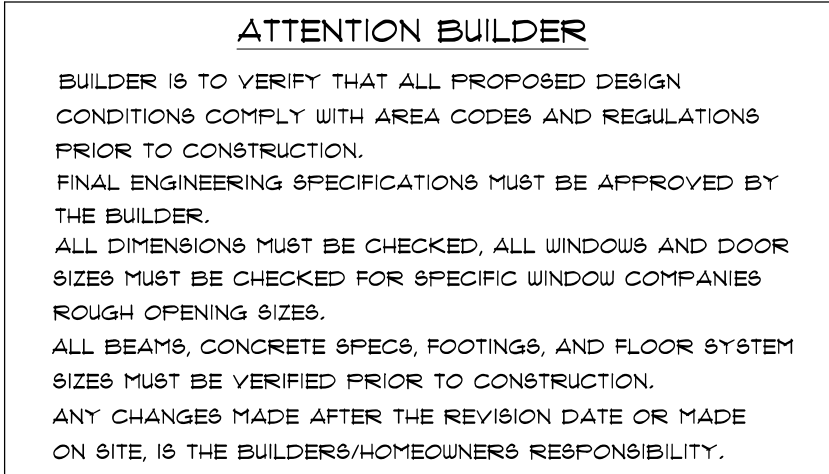 ATTENTION BUILDER
BUILDER IS TO VERIFY THAT ALL PROPOSED DESIGN
CONDITIONS COMPLY WITH AREA CODES AND REGULATIONS
PRIOR TO CONSTRUCTION.
FINAL ENGINEERING SPECIFICATIONS MUST BE APPROVED BY
THE BUILDER.
ALL DIMENSIONS MUST BE CHECKED, ALL WINDOWS AND DOOR
SIZES MUST BE CHECKED FOR SPECIFIC WINDOW COMPANIES
ROUGH OPENING SIZES.
ALL BEAMS, CONCRETE SPECS, FOOTINGS, AND FLOOR SYSTEM
SIZES MUST BE VERIFIED PRIOR TO CONSTRUCTION.
ANY CHANGES MADE AFTER THE REVISION DATE OR MADE
ON SITE, IS THE BUILDERS/HOMEOWNERS RESPONSIBILITY.